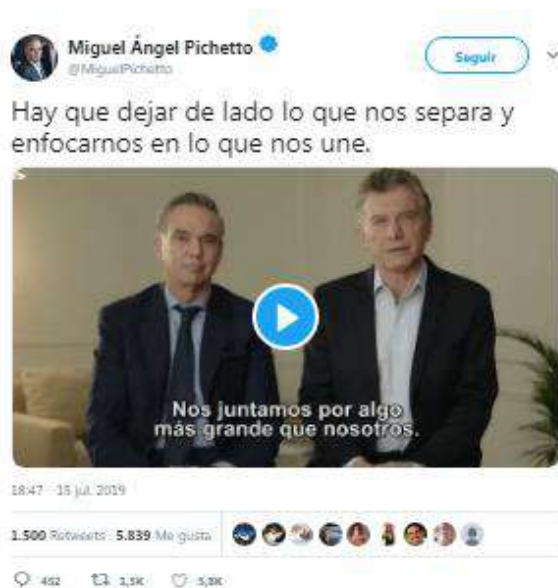 Miguel Ángel Pichetto
@MiguelPichetto
Seguir
Hay que dejar de lado lo que nos separa y
enfocarnos en lo que nos une.
Nos juntamos por algo
más grande que nosotros.
18:47 - 15 jul. 2019
1.500 Retweets 5.839 Me gusta
452 1,5K 5,8K